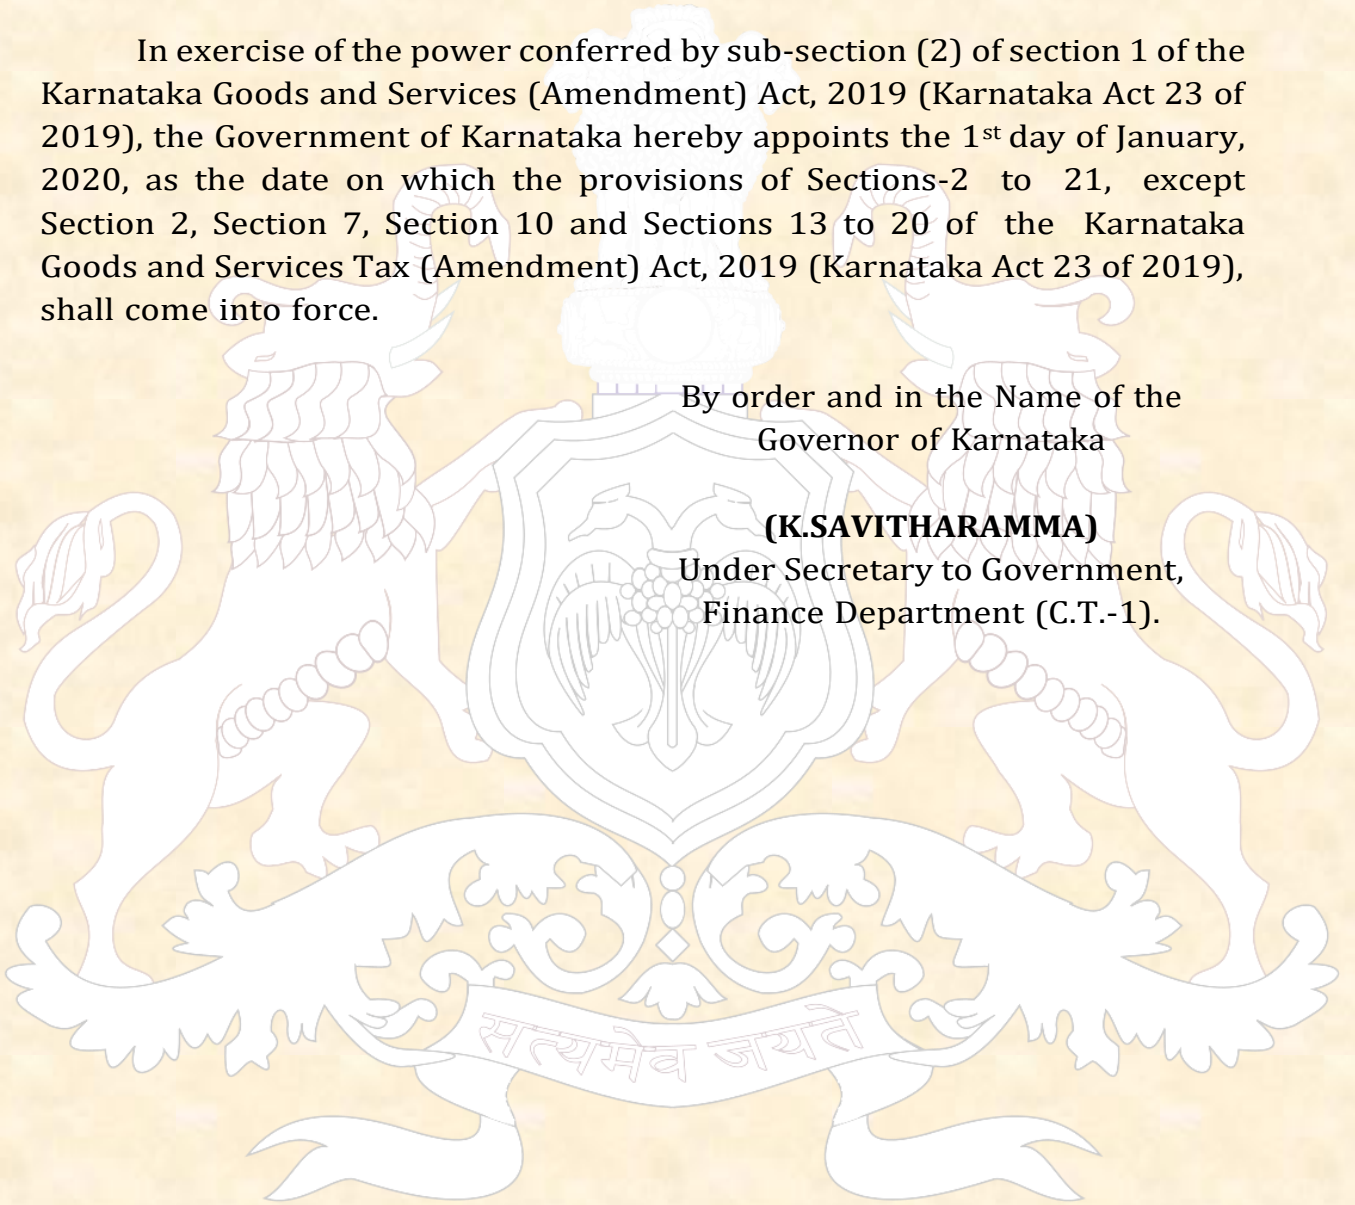 In exercise of the power conferred by sub-section (2) of section 1 of the
Karnataka Goods and Services (Amendment) Act, 2019 (Karnataka Act 23 of
2019), the Government of Karnataka hereby appoints the 1st day of January,
2020, as the date on which the provisions of Sections-2 to 21, except
Section 2, Section 7, Section 10 and Sections 13 to 20 of the Karnataka
Goods and Services Tax (Amendment) Act, 2019 (Karnataka Act 23 of 2019),
shall come into force.
By order and in the Name of the
Governor of Karnataka
(K.SAVITHARAMMA)
Under Secretary to Government,
Finance Department (C.T.-1).
सत्यमेव जयते